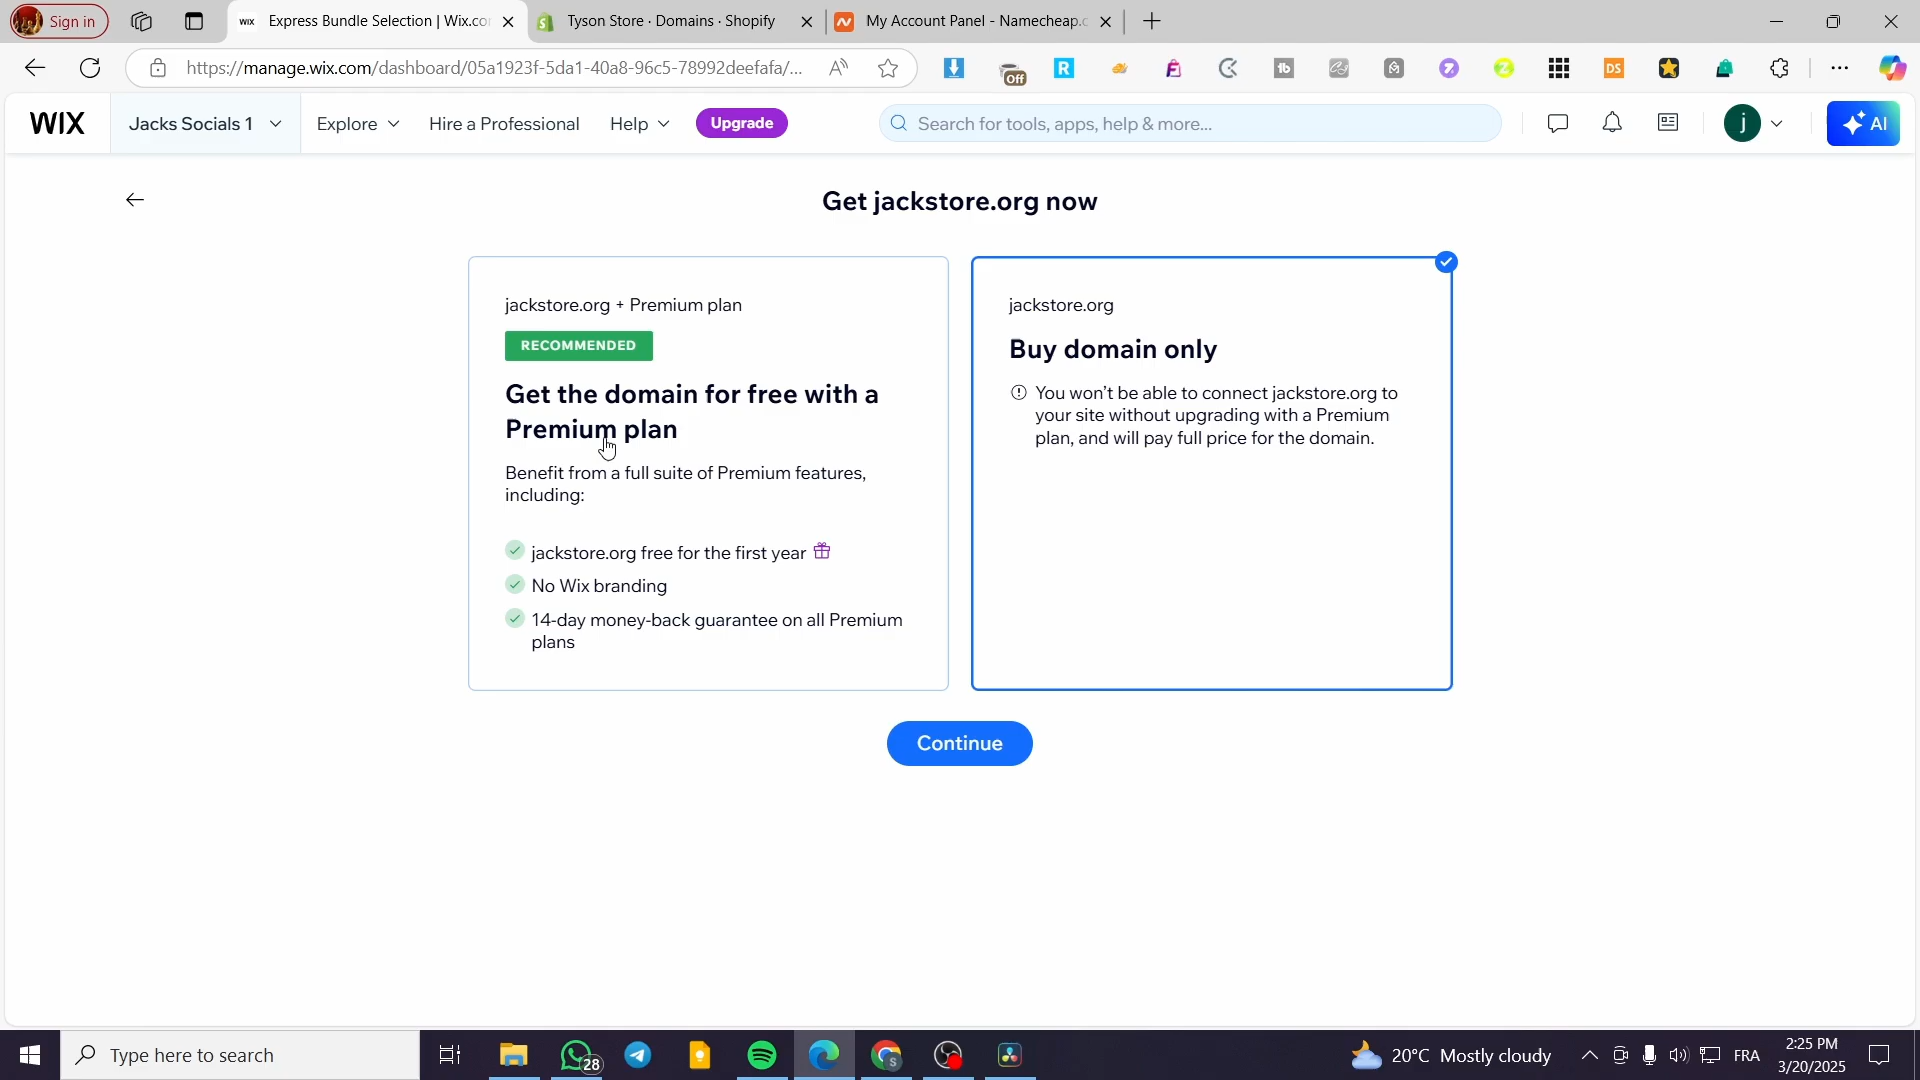 Sign in
WIX Express Bundle Selection | Wix.co
Tyson Store · Domains · Shopify
My Account Panel - Namecheap.c
https://manage.wix.com/dashboard/05a1923f-5da1-40a8-96c5-78992deefafa/...
Off
DS
WIX
Jacks Socials 1
Explore
Hire a Professional
Help
Upgrade
Search for tools, apps, help & more...
j
AI
Get jackstore.org now
jackstore.org + Premium plan
RECOMMENDED
Get the domain for free with a
Premium plan
Benefit from a full suite of Premium features,
including:
jackstore.org free for the first year
No Wix branding
14-day money-back guarantee on all Premium
plans
jackstore.org
Buy domain only
You won't be able to connect jackstore.org to
your site without upgrading with a Premium
plan, and will pay full price for the domain.
Continue
Type here to search
28
20°C Mostly cloudy
FRA
2:25 PM
3/20/2025